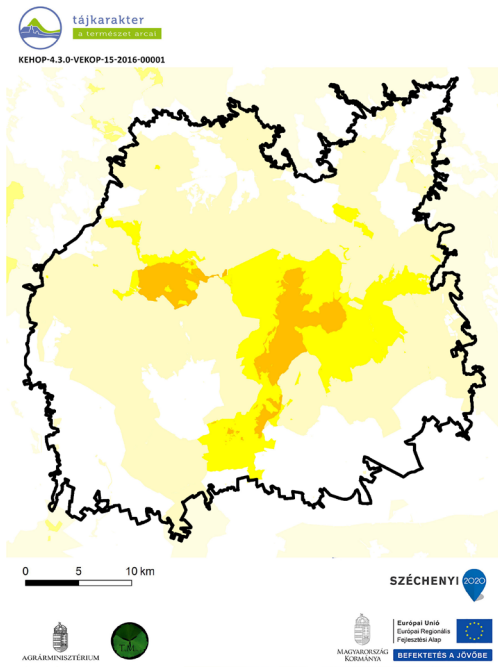 tájkarakter
a természet arcai
KEHOP-4.3.0-VEKOP-15-2016-00001
0 5 10 km
SZÉCHENYI 2020
AGRÁRMINISZTÉRIUM
T.M.
MAGYARORSZÁG
KORMÁNYA
Európai Unió
Európai Regionális
Fejlesztési Alap
BEFEKTETÉS A JÖVŐBE